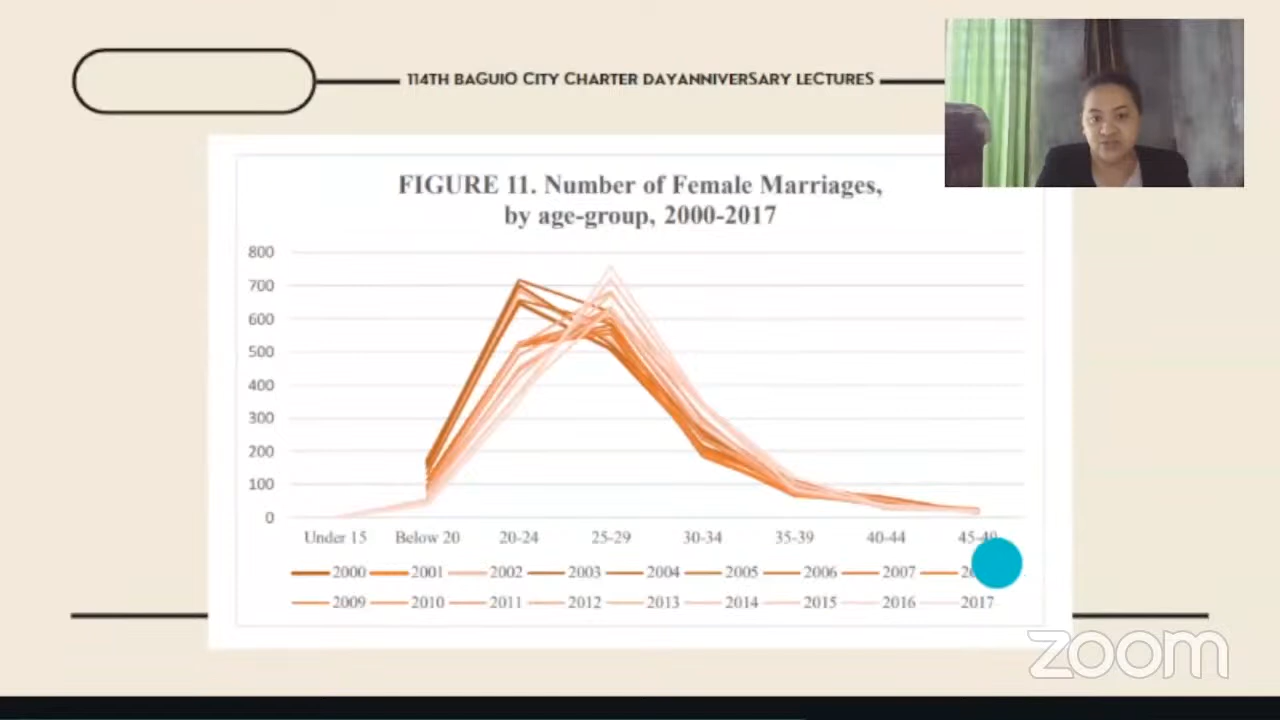 114TH BAGUIO CITY CHARTER DAYANNIVERSARY LECTURES
FIGURE 11. Number of Female Marriages,
by age-group, 2000-2017
800
700
600
500
400
300
200
100
0
Under 15 Below 20 20-24 25-29 30-34 35-39 40-44 45-49
2000 2001 2002 2003 2004 2005 2006 2007
2009 2010 2011 2012 2013 2014 2015 2016 2017
zoom